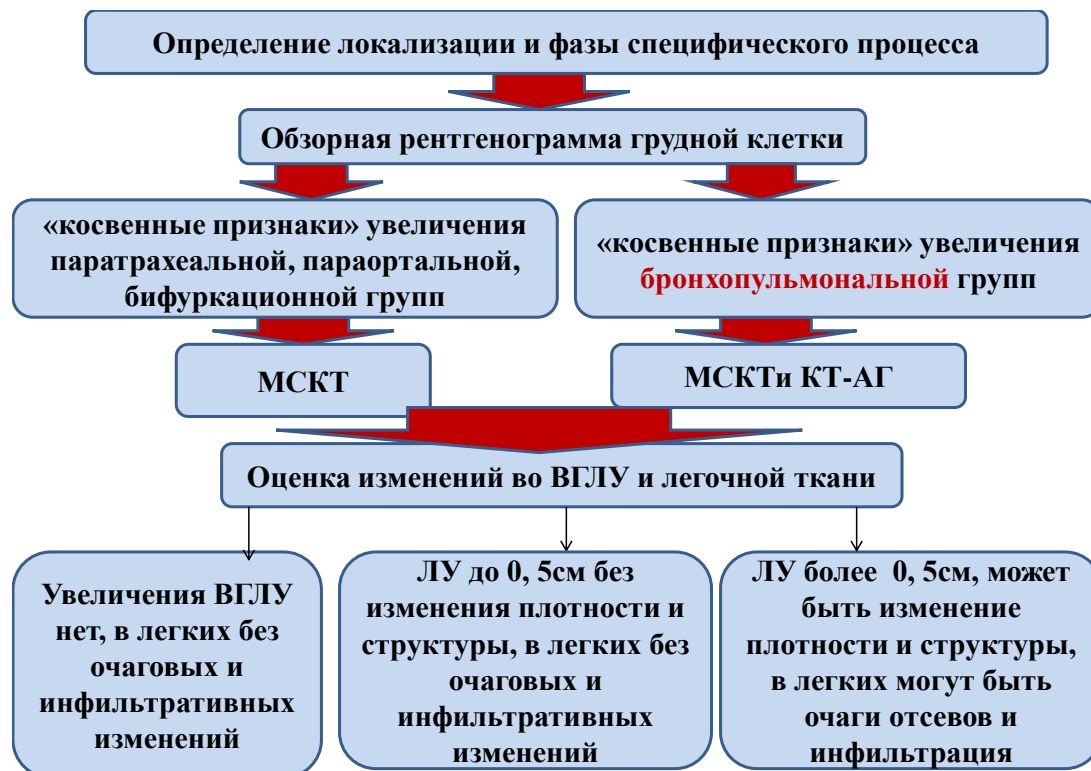 Определение локализации и фазы специфического процесса
Обзорная рентгенограмма грудной клетки
«косвенные признаки» увеличения
паратрахеальной, параортальной,
бифуркационной групп
«косвенные признаки» увеличения
бронхопульмональной групп
МСКТ
МСКТи КТ-АГ
Оценка изменений во ВГЛУ и легочной ткани
Увеличения ВГЛУ
нет, в легких без
очаговых и
инфильтративных
изменений
ЛУ до 0, 5см без
изменения плотности и
структуры, в легких без
очаговых и
инфильтративных
изменений
ЛУ более 0, 5см, может
быть изменение
плотности и структуры,
в легких могут быть
очаги отсевов и
инфильтрация